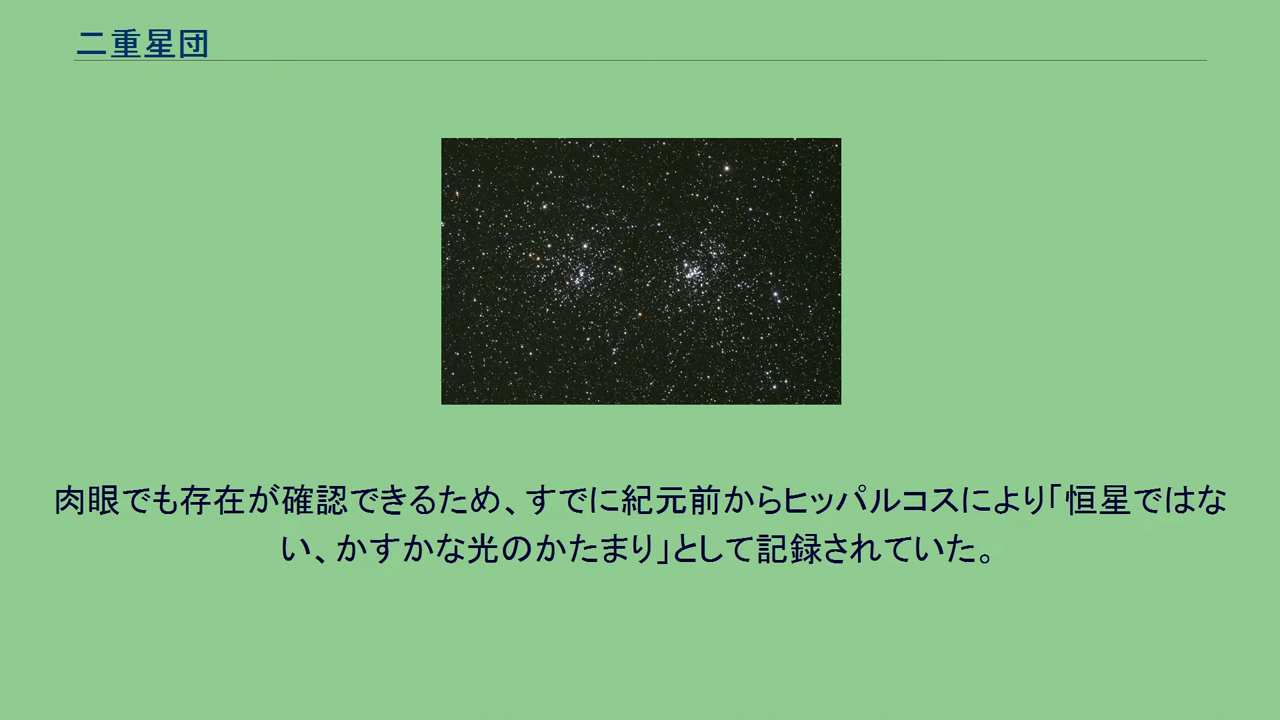 二重星団
肉眼でも存在が確認できるため、すでに紀元前からヒッパルコスにより「恒星ではな
い、かすかな光のかたまり」として記録されていた。